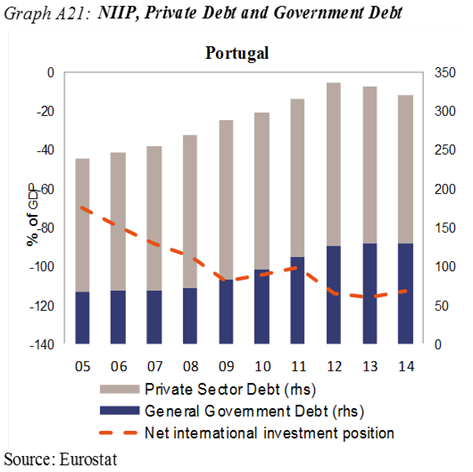 Graph A21: NIIP, Private Debt and Government Debt
Portugal
% of GDP
0 350
-20 300
-40 250
-60 200
-80 150
-100 100
-120 50
-140 0
05 06 07 08 09 10 11 12 13 14
Private Sector Debt (rhs)
General Government Debt (rhs)
Net international investment position
Source: Eurostat